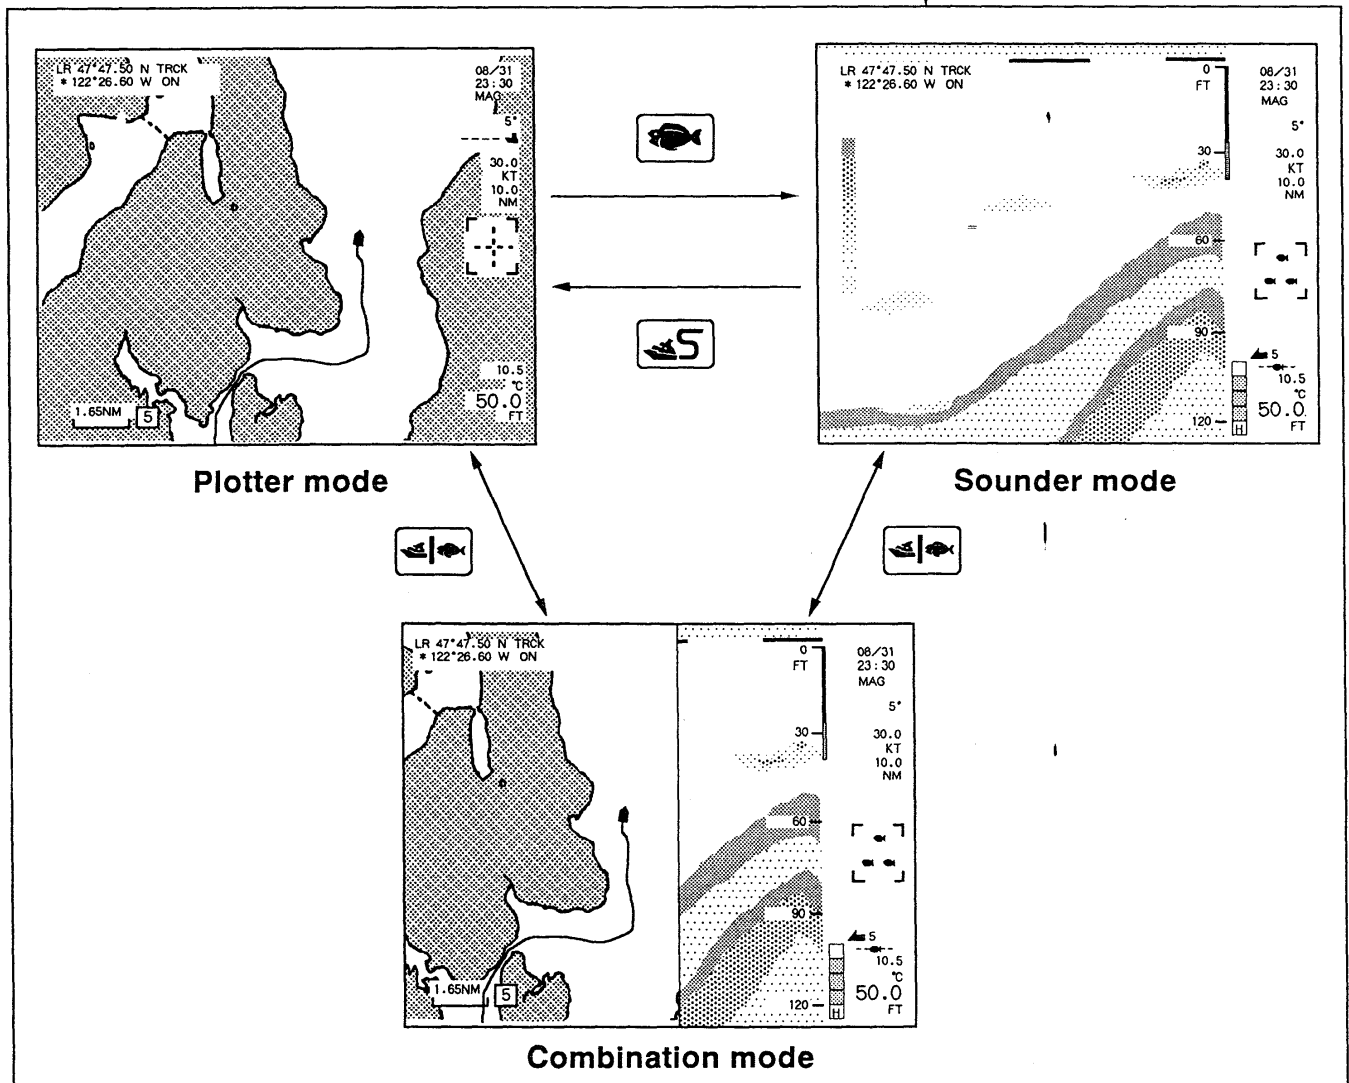 LR 47°47.50 N TRCK
* 122°26.60 W ON
08/31
23:30
MAG
5°
30.0
KT
10.0
NM
10.5
°C
50.0
FT
1.65NM 5
Plotter mode
S
LR 47°47.50 N TRCK
* 122°26.60 W ON
0
FT
30
60
90
120
08/31
23:30
MAG
5°
30.0
KT
10.0
NM
5
10.5
°C
50.0
FT
H
Sounder mode
LR 47°47.50 N TRCK
* 122°26.60 W ON
1.65NM 5
0
FT
30
60
90
120
08/31
23:30
MAG
5°
30.0
KT
10.0
NM
5
10.5
°C
50.0
FT
H
Combination mode